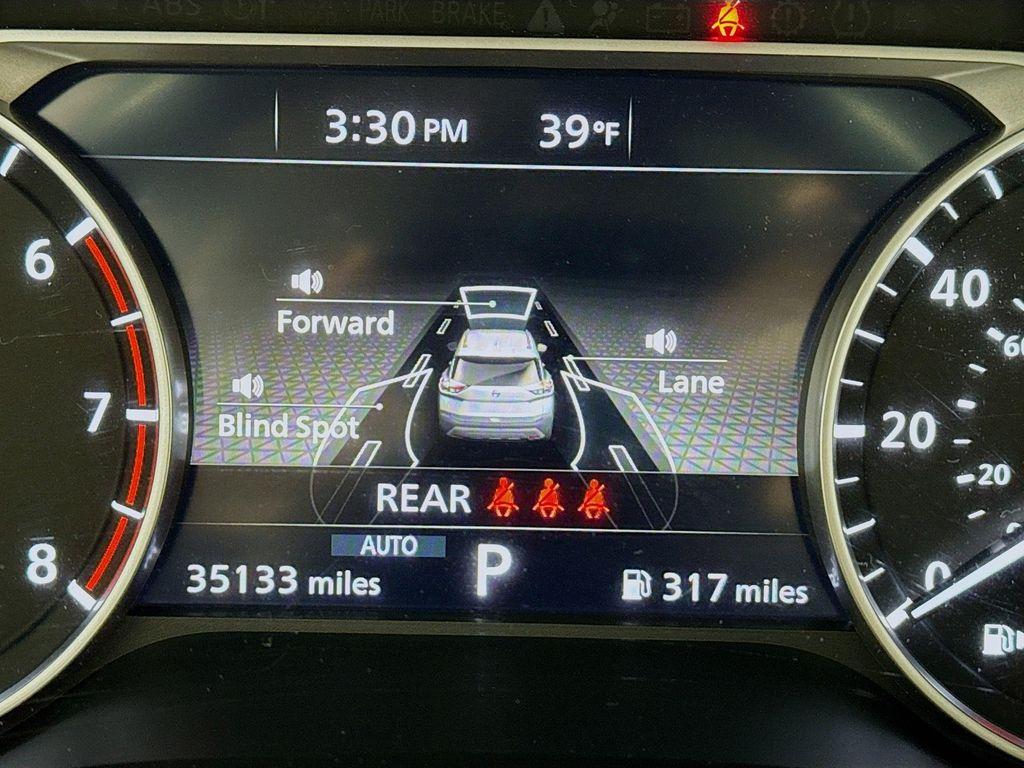 ABS
PARK BRAKE
3:30 PM 39°F
6
7
8
Forward
Lane
Blind Spot
REAR
AUTO
35133 miles
P
317 miles
40
60
20
20
0